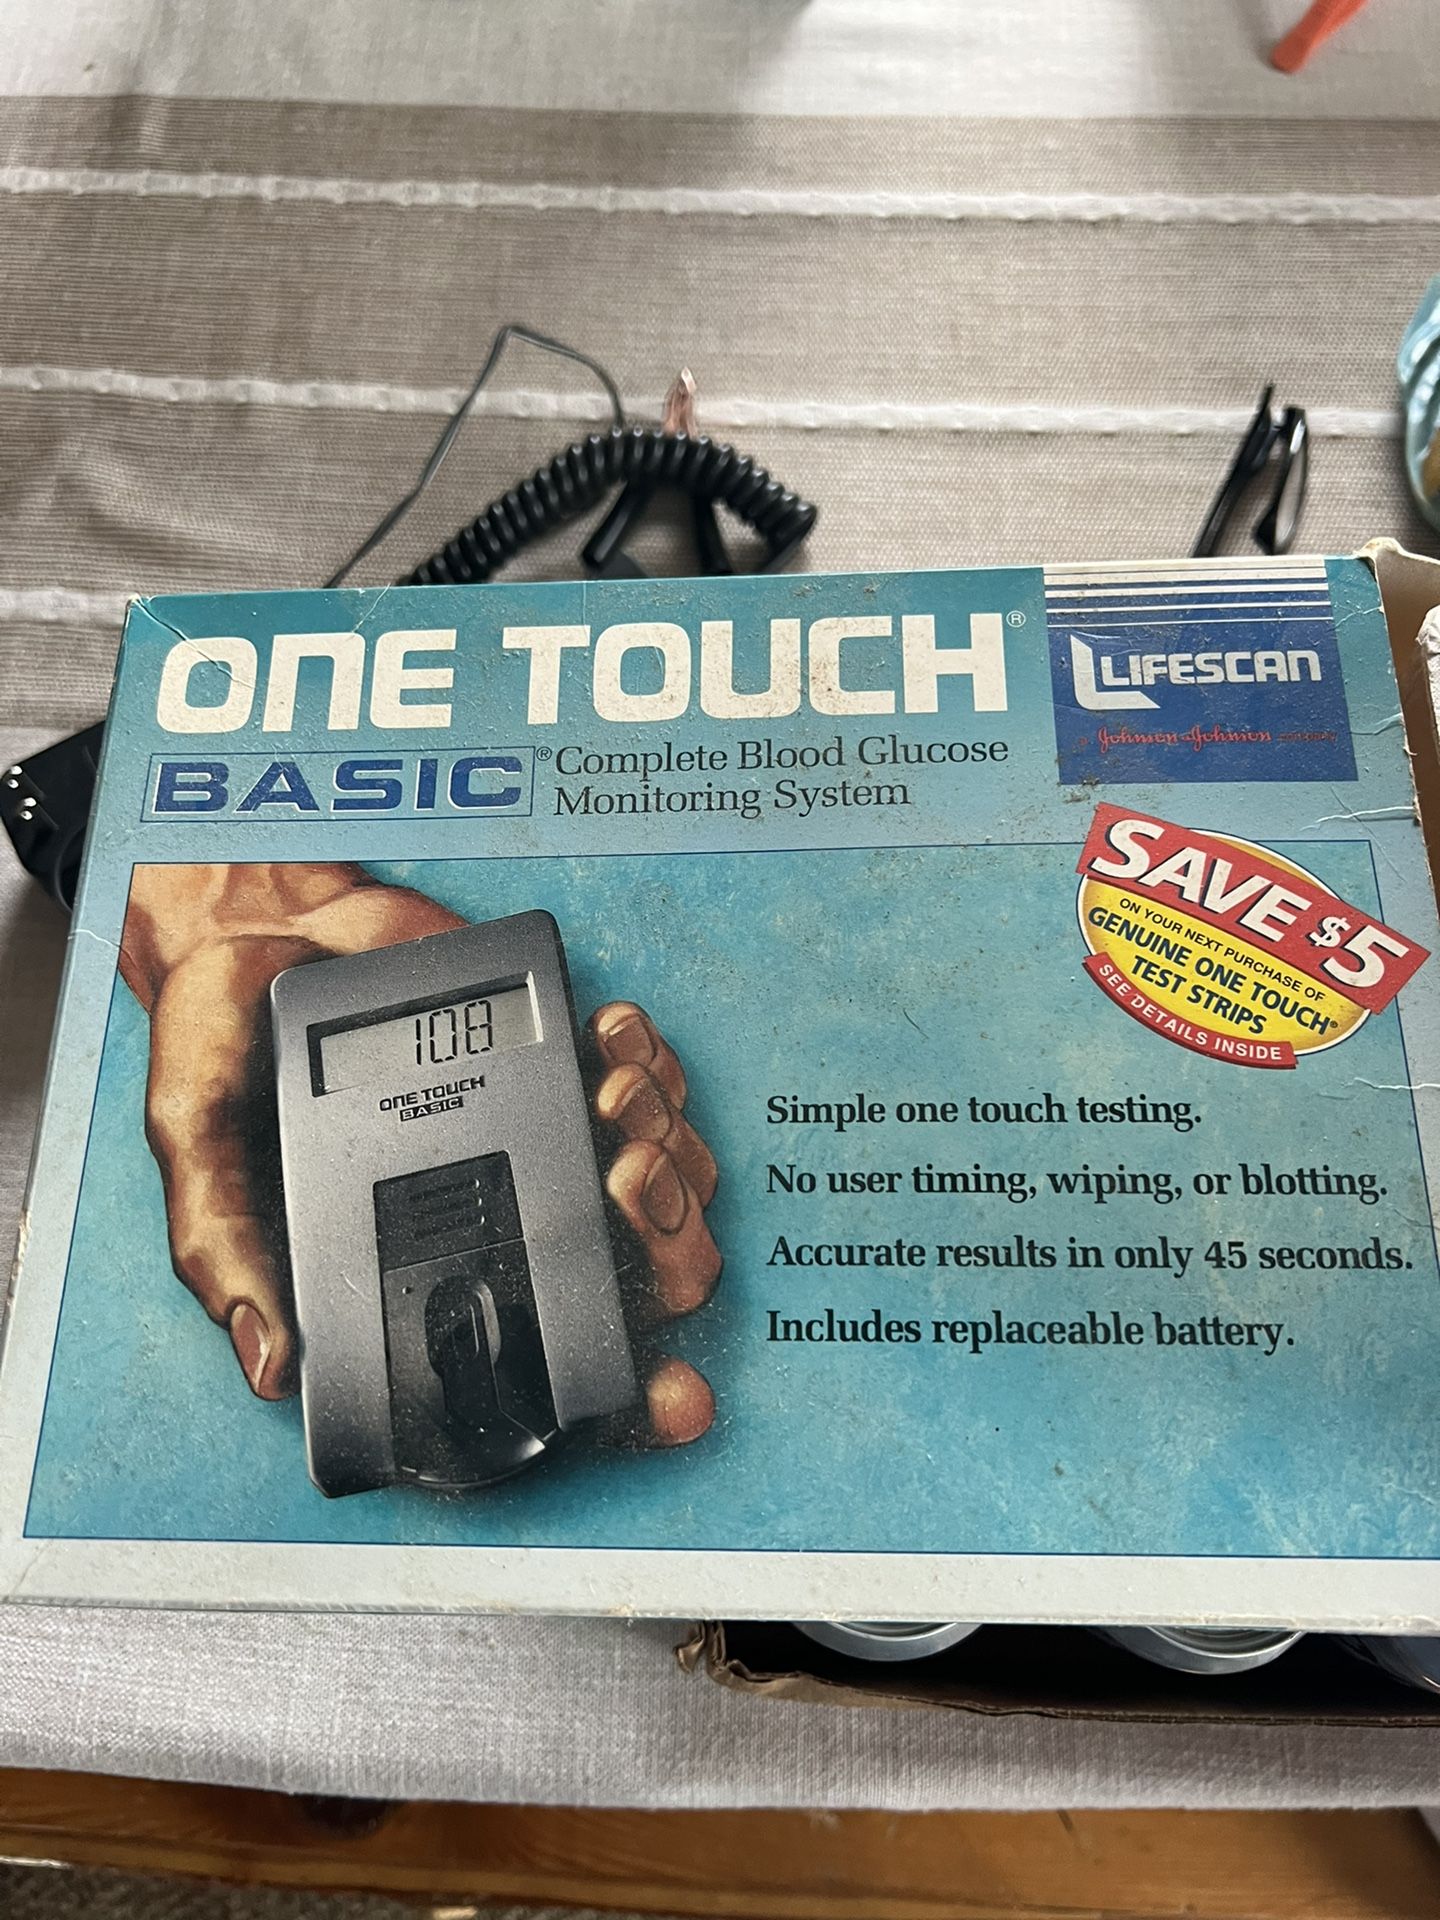 ONE TOUCH®
BASIC® Complete Blood Glucose
Monitoring System
LIFESCAN
a Johnson & Johnson company
SAVE $5
ON YOUR NEXT PURCHASE OF
GENUINE ONE TOUCH®
TEST STRIPS
SEE DETAILS INSIDE
108
ONE TOUCH
BASIC
Simple one touch testing.
No user timing, wiping, or blotting.
Accurate results in only 45 seconds.
Includes replaceable battery.